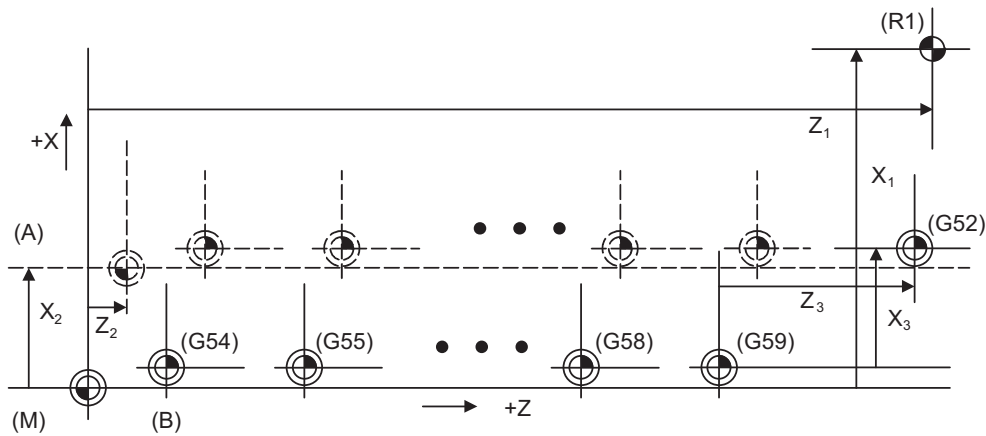 (R1)
Z1
+X
X1
(A)
(G52)
X2
Z2
Z3
X3
(G54)
(G55)
(G58)
(G59)
(M)
(B)
+Z